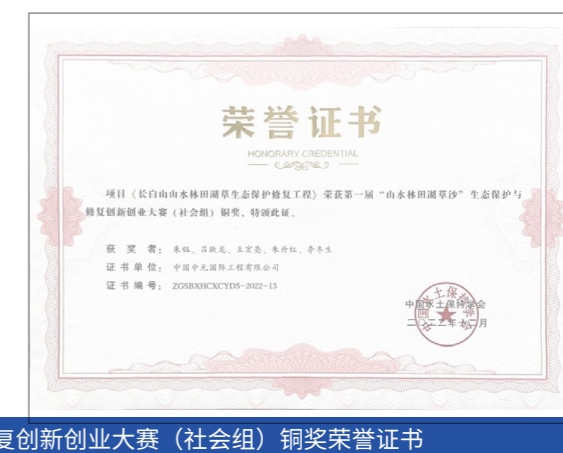 荣誉证书
HONORARY CREDENTIAL
项目《长白山山水林田湖草生态保护修复工程》荣获第一届“山水林田湖草沙”生态保护与
修复创新创业大赛（社会组）铜奖，特颁此证。
获奖者：朱钰、吕跃龙、王宏亮、朱升红、李冬生
证书单位：中国中元国际工程有限公司
证书编号：ZGSBXHCXCYDS-2022-13
中国水土保持学会
二〇二二年十二月
复创新创业大赛（社会组）铜奖荣誉证书